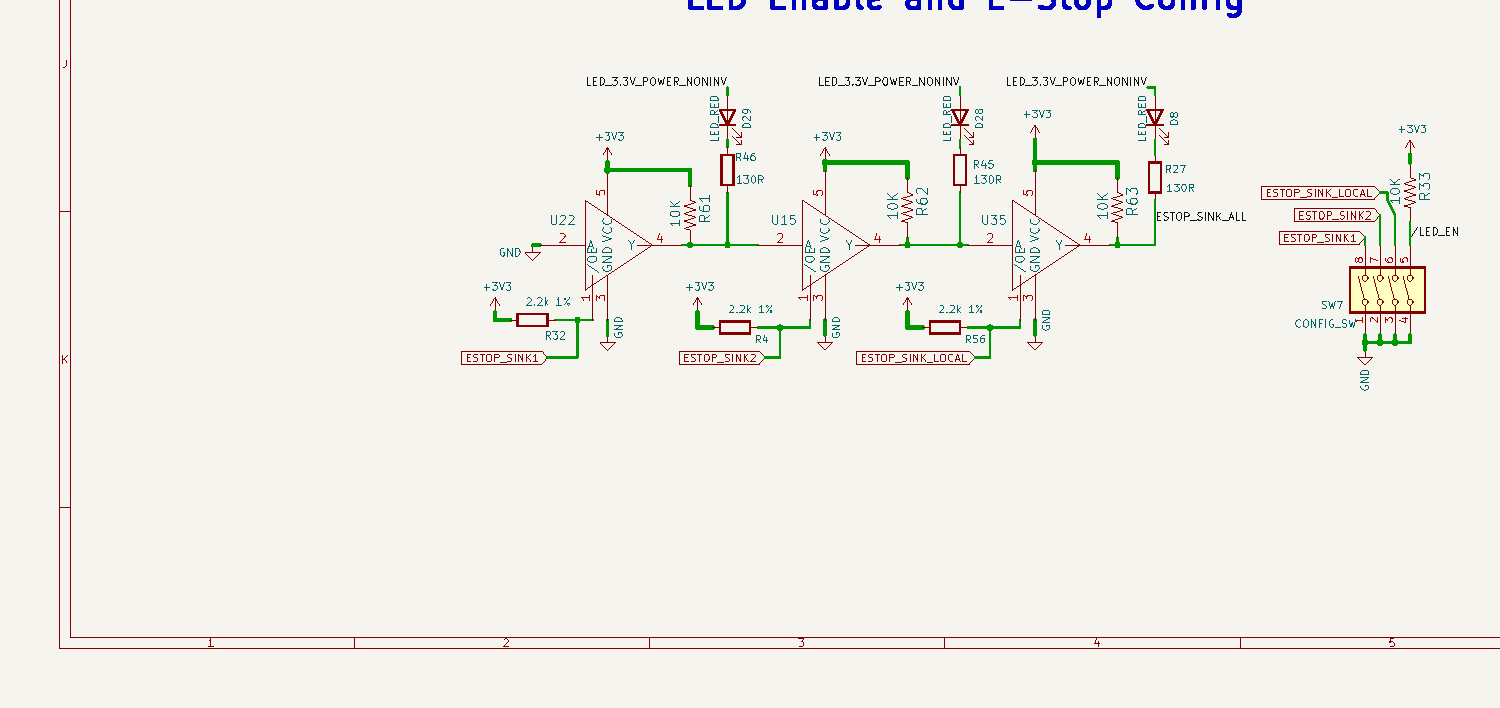 LED Enable and E-Stop Config
J
LED_3.3V_POWER_NONINV
LED_3.3V_POWER_NONINV
LED_3.3V_POWER_NONINV
LED_RED
D29
LED_RED
D28
LED_RED
D8
+3V3
+3V3
+3V3
+3V3
R46
130R
R45
130R
R27
130R
5
5
5
10K
R61
10K
R62
10K
R63
10K
R33
ESTOP_SINK_LOCAL
ESTOP_SINK2
ESTOP_SINK1
/LED_EN
ESTOP_SINK_ALL
U22
2
A
VCC
Y
4
/OE
GND
U15
2
A
VCC
Y
4
/OE
GND
U35
2
A
VCC
Y
4
/OE
GND
GND
8
7
6
5
+3V3
2.2k 1%
R32
1
3
GND
+3V3
2.2k 1%
R4
1
3
GND
+3V3
2.2k 1%
R56
1
3
GND
SW7
CONFIG_SW
1
2
3
4
GND
K
ESTOP_SINK1
ESTOP_SINK2
ESTOP_SINK_LOCAL
1
2
3
4
5